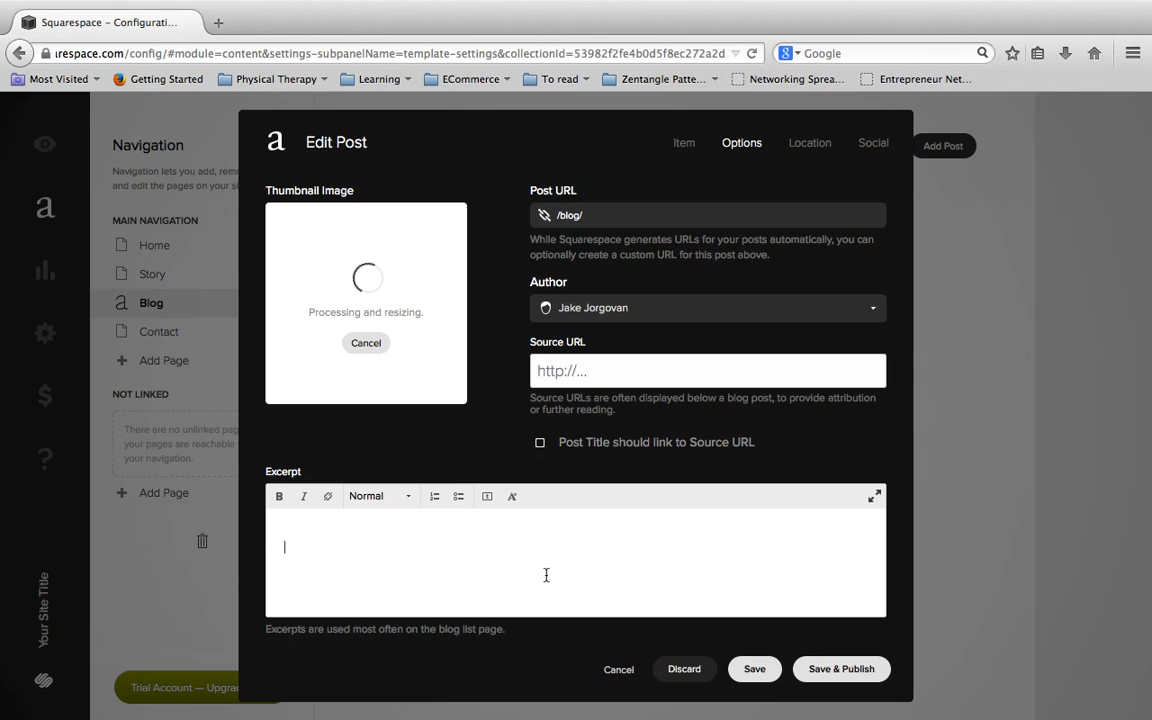 Squarespace - Configurati...
urespace.com/config/#module=content&settings-subpanelName=template-settings&collectionId=53982f2fe4b0d5f8ec272a2d
Google
Most Visited
Getting Started
Physical Therapy
Learning
ECommerce
To read
Zentangle Patte...
Networking Sprea...
Entrepreneur Net...
a
Edit Post
Item
Options
Location
Social
Add Post
Navigation
Navigation lets you add, remo
and edit the pages on your si
MAIN NAVIGATION
Home
Story
Blog
Contact
Add Page
NOT LINKED
There are no unlinked pag
your pages are reachable
your navigation.
Add Page
Your Site Title
Trial Account — Upgrad
Thumbnail Image
Processing and resizing.
Cancel
Post URL
/blog/
While Squarespace generates URLs for your posts automatically, you can
optionally create a custom URL for this post above.
Author
Jake Jorgovan
Source URL
http://...
Source URLs are often displayed below a blog post, to provide attribution
or further reading.
Post Title should link to Source URL
Excerpt
B I Normal
Excerpts are used most often on the blog list page.
Cancel
Discard
Save
Save & Publish